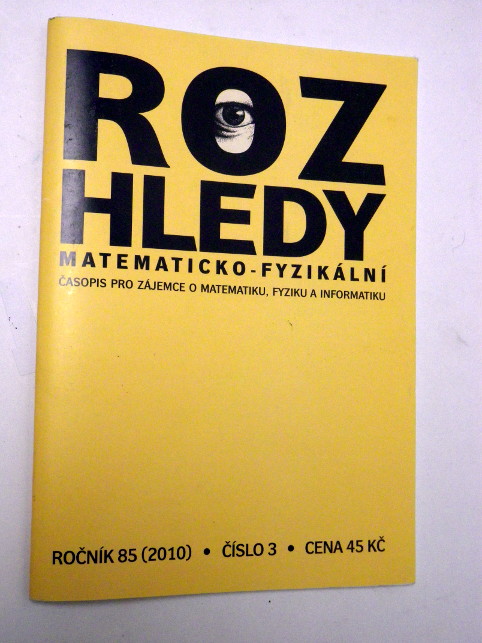 ROZ
HLEDY
MATEMATICKO-FYZIKÁLNÍ
ČASOPIS PRO ZÁJEMCE O MATEMATIKU, FYZIKU A INFORMATIKU
ROČNÍK 85 (2010) • ČÍSLO 3 • CENA 45 KČ